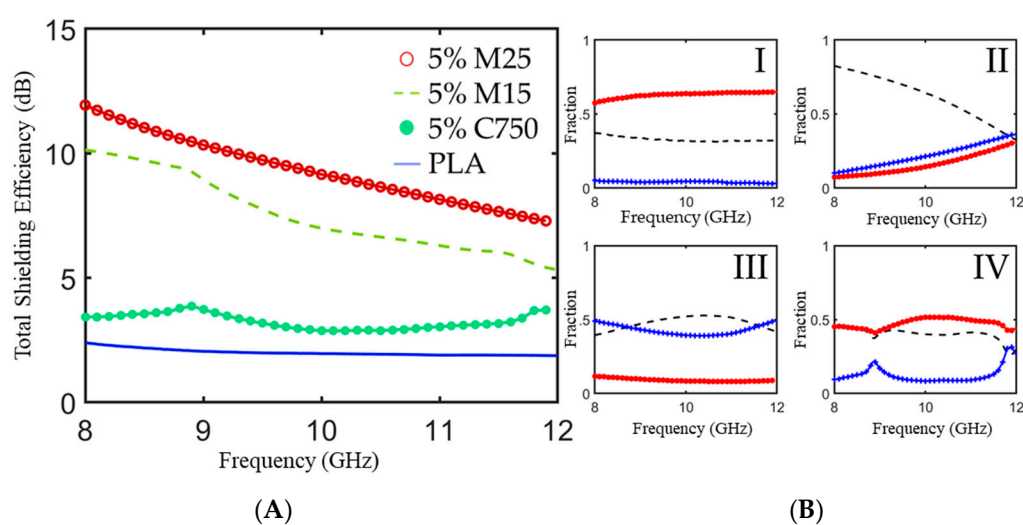 15
10
5
0
8
9
10
11
12
Total Shielding Efficiency (dB)
Frequency (GHz)
5% M25
5% M15
5% C750
PLA
(A)
I
1
0.5
0
8
10
12
Fraction
Frequency (GHz)
II
1
0.5
0
8
10
12
Fraction
Frequency (GHz)
III
1
0.5
0
8
10
12
Fraction
Frequency (GHz)
IV
1
0.5
0
8
10
12
Fraction
Frequency (GHz)
(B)